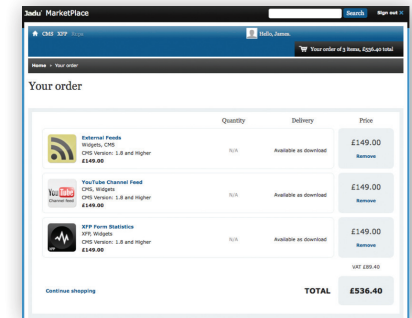 Jadu' MarketPlace
Search
Sign out ×
CMS XFP
Hello, James.
Your order of 3 items, £536.40 total
Home > Your order
Your order
Quantity Delivery Price
External Feeds
Widgets, CMS
CMS Version: 1.8 and Higher
£149.00
N/A
Available as download
£149.00
Remove
YouTube
Channel feed
YouTube Channel Feed
CMS, Widgets
CMS Version: 1.8 and Higher
£149.00
N/A
Available as download
£149.00
Remove
XFP
XFP Form Statistics
XFP, Widgets
CMS Version: 1.8 and Higher
£149.00
N/A
Available as download
£149.00
Remove
VAT £89.40
Continue shopping
TOTAL £536.40